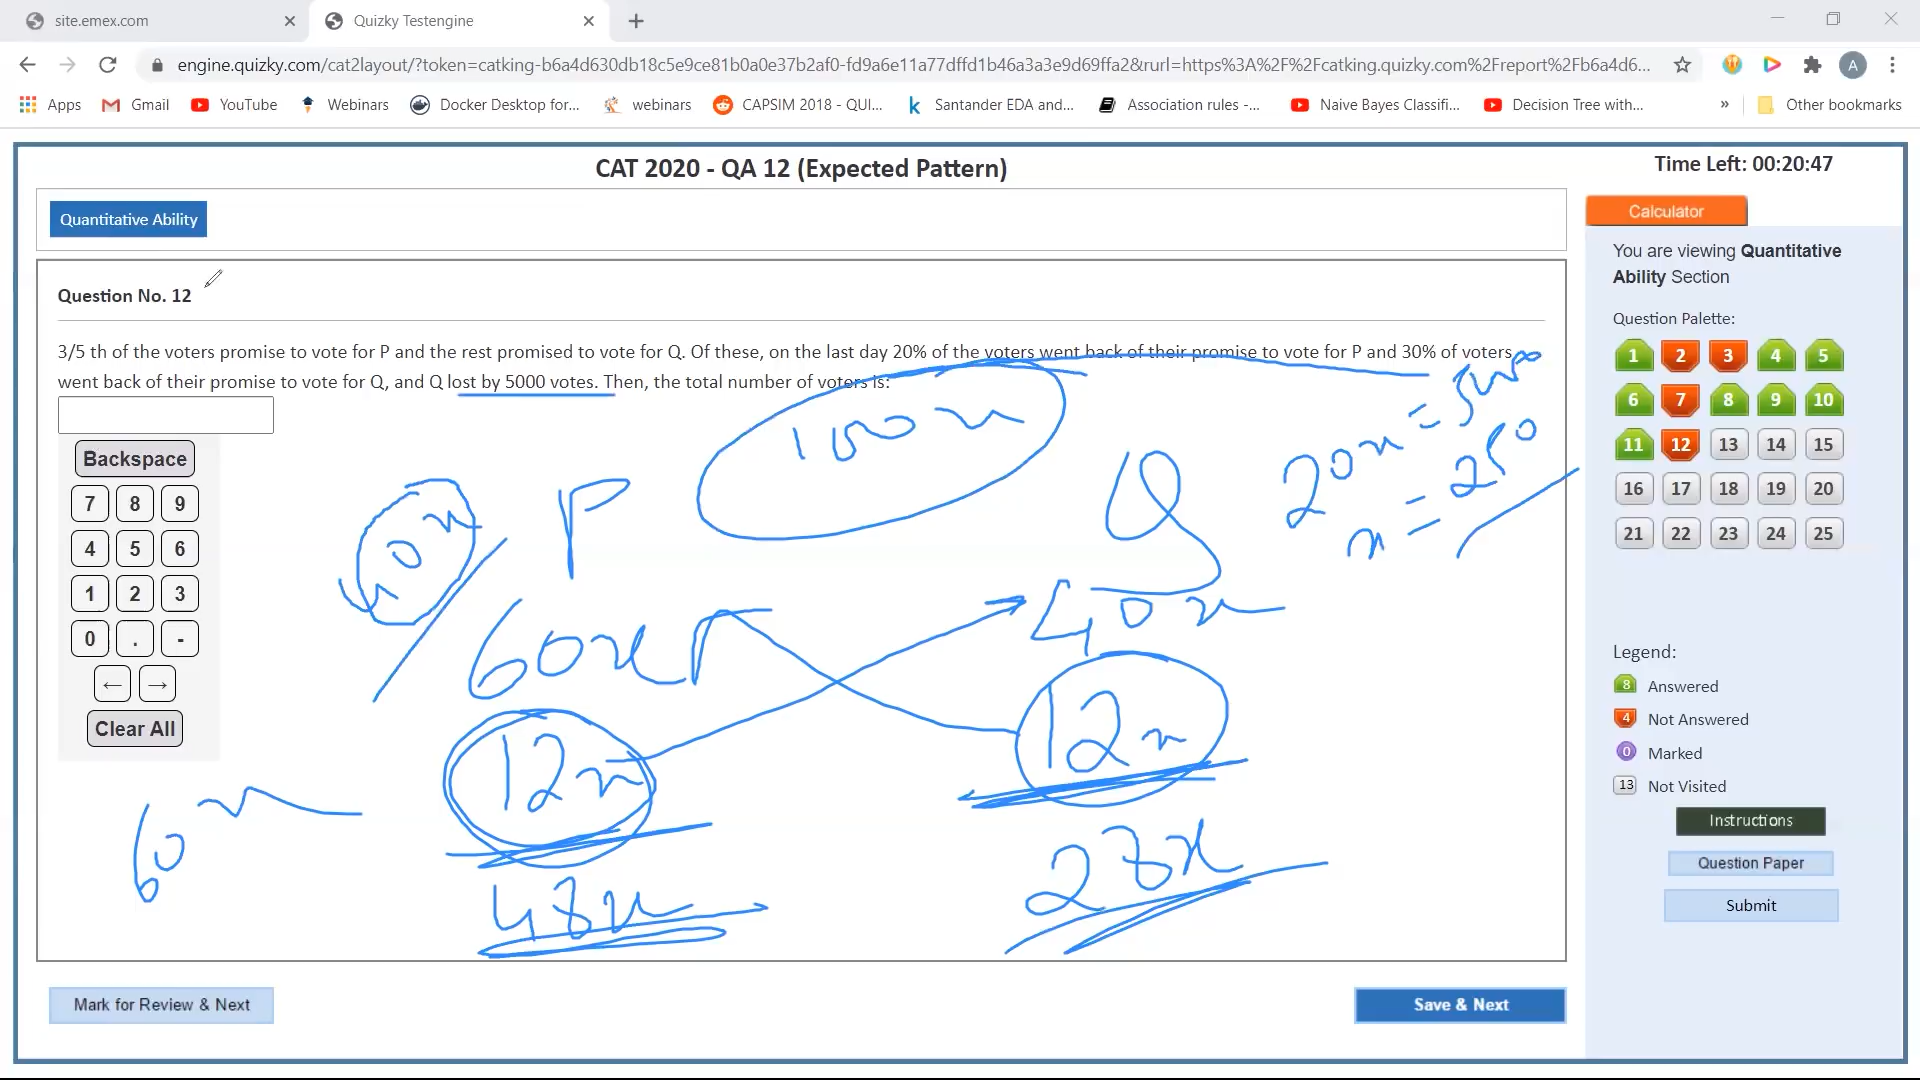 site.emex.com
Quizky Testengine
engine.quizky.com/cat2layout/?token=catking-b6a4d630db18c5e9ce81b0a0e37b2af0-fd9a6e11a77dffd1b46a3a3e9d69ffa2&rurl=https%3A%2F%2Fcatking.quizky.com%2Freport%2Fb6a4d6...
A
Apps Gmail YouTube Webinars Docker Desktop for... webinars CAPSIM 2018 - QUI... Santander EDA and... Association rules -... Naive Bayes Classifi... Decision Tree with... » Other bookmarks
CAT 2020 - QA 12 (Expected Pattern)
Time Left: 00:20:47
Quantitative Ability
Calculator
You are viewing Quantitative
Ability Section
Question No. 12
Question Palette:
3/5 th of the voters promise to vote for P and the rest promised to vote for Q. Of these, on the last day 20% of the voters went back of their promise to vote for P and 30% of voters
went back of their promise to vote for Q, and Q lost by 5000 votes. Then, the total number of voters is:
1 2 3 4 5
6 7 8 9 10
11 12 13 14 15
16 17 18 19 20
21 22 23 24 25
Backspace
7 8 9
4 5 6
1 2 3
0 . -
← →
Clear All
100x
20x = 5000
x = 250
40x
P
Q
60x
40x
12x
12x
60x
48x
28x
Legend:
8 Answered
4 Not Answered
0 Marked
13 Not Visited
Instructions
Question Paper
Submit
Mark for Review & Next
Save & Next